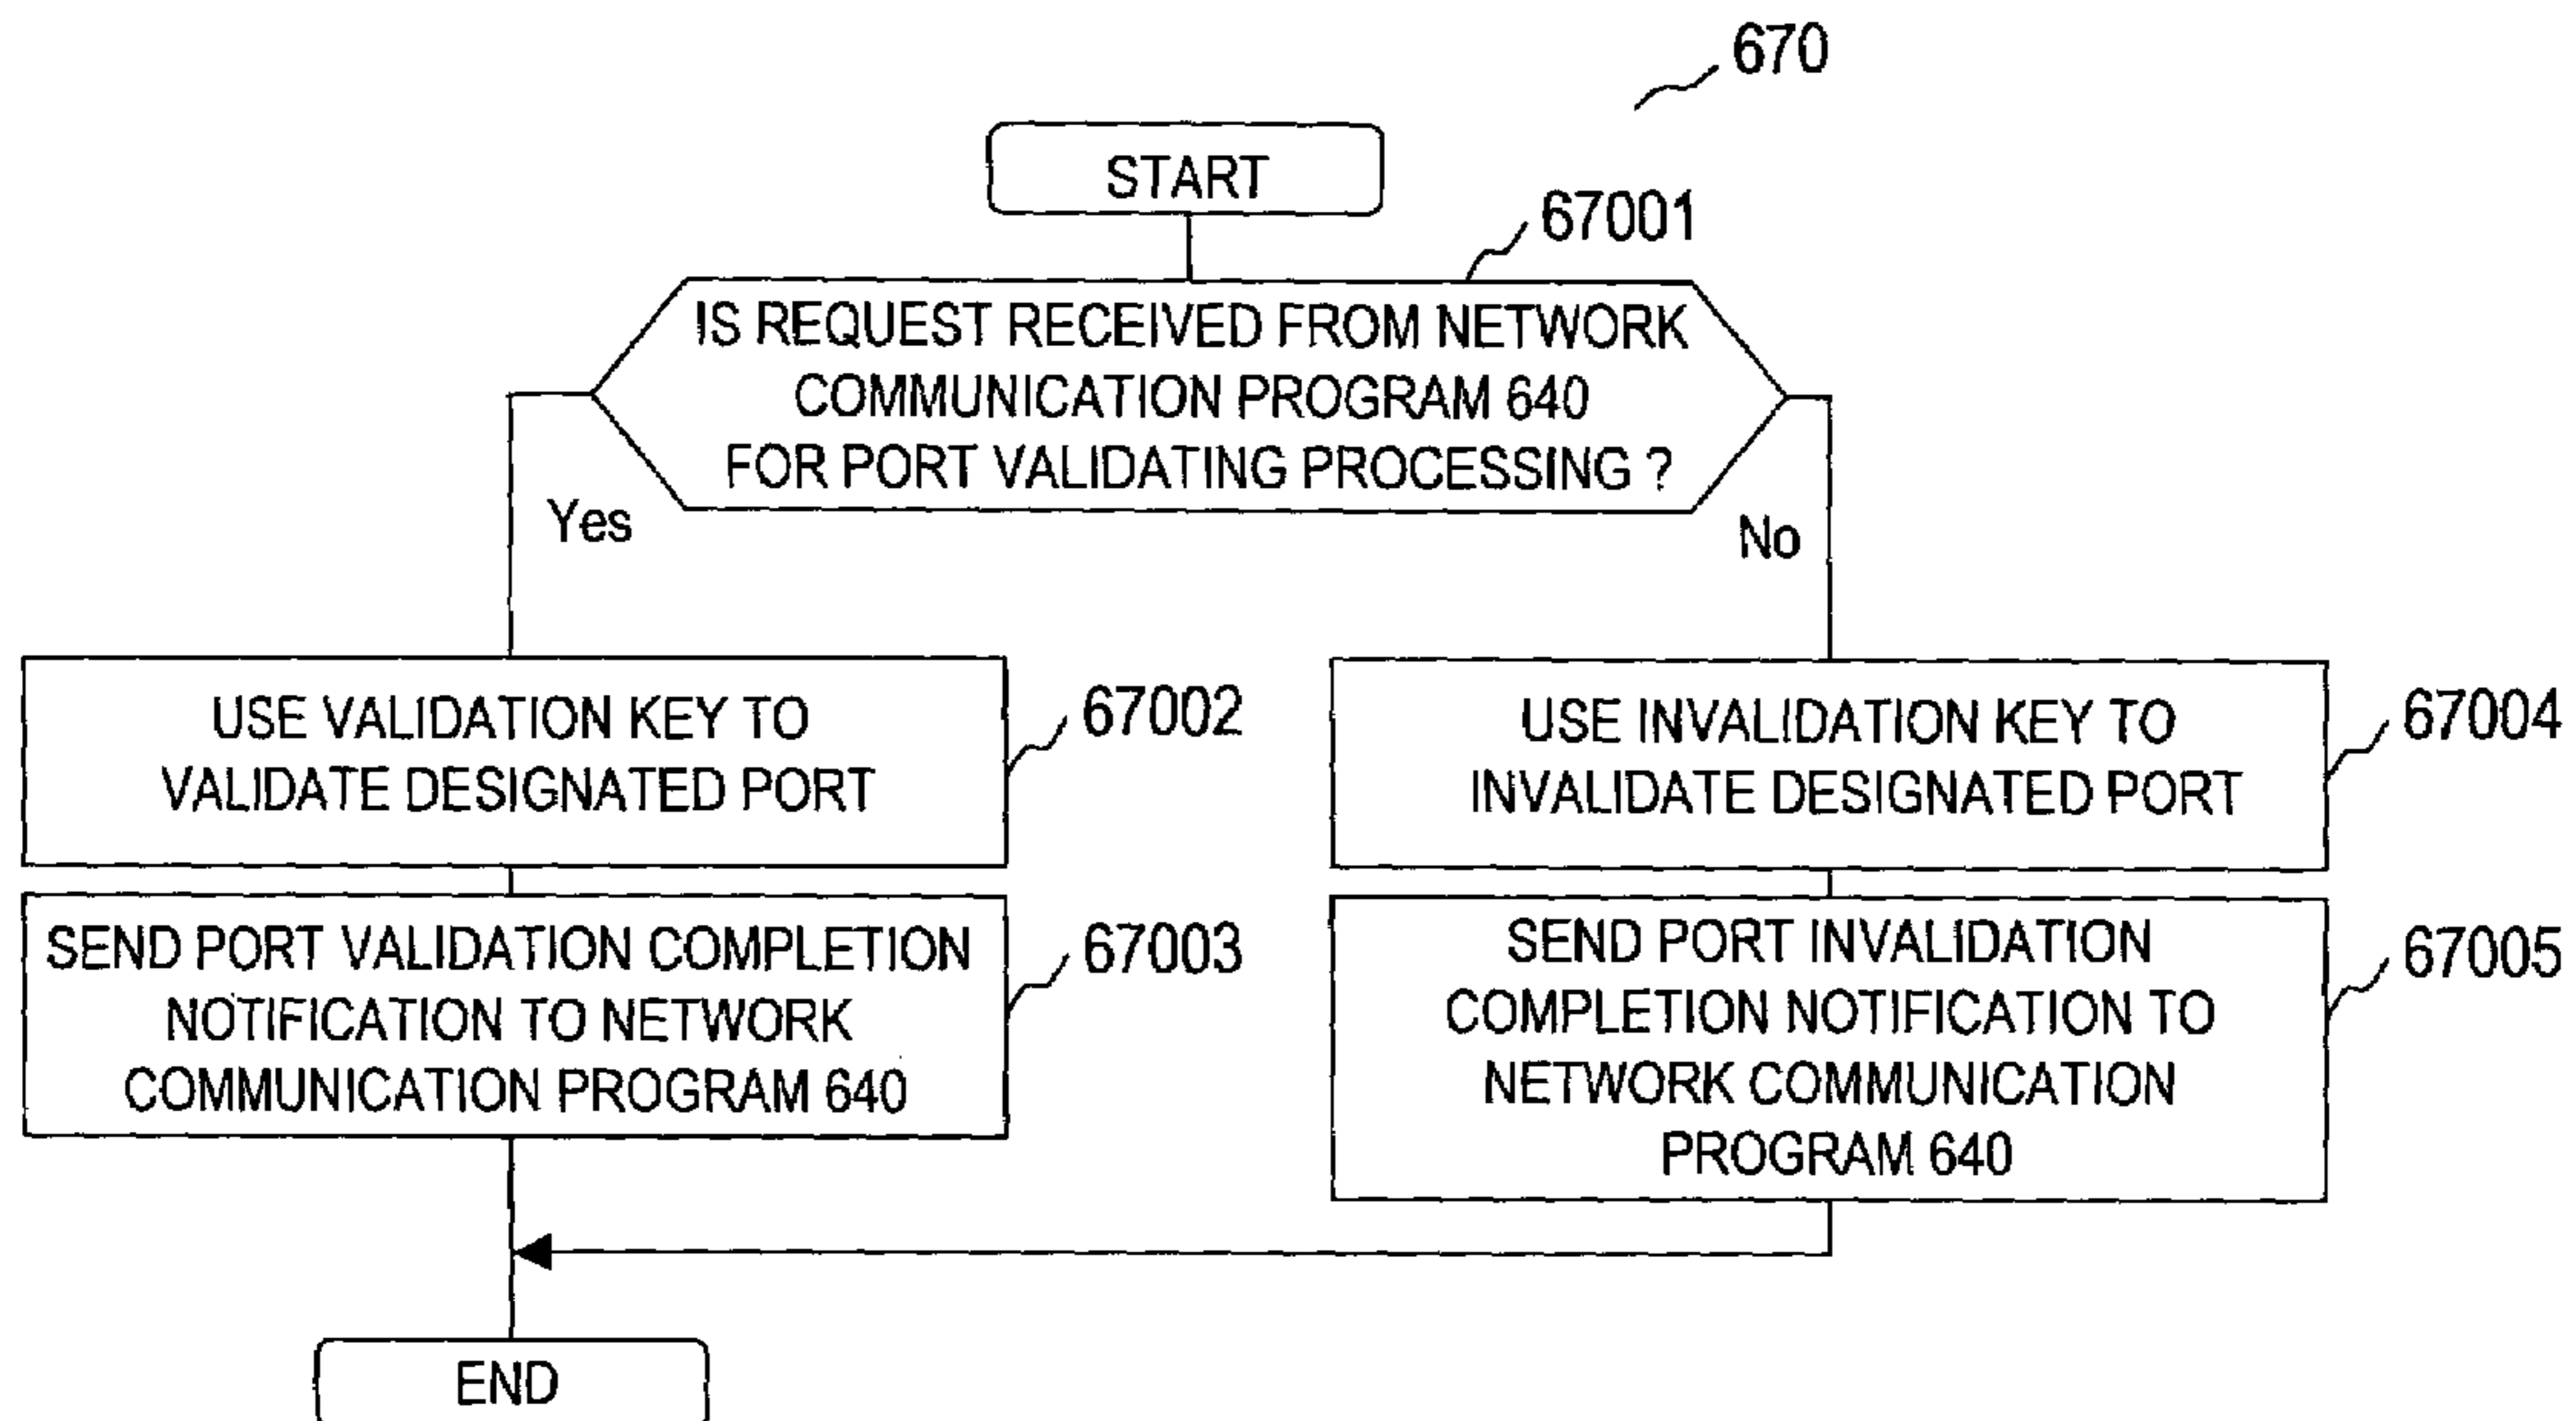 670
START
67001
IS REQUEST RECEIVED FROM NETWORK
COMMUNICATION PROGRAM 640
FOR PORT VALIDATING PROCESSING ?
Yes
No
USE VALIDATION KEY TO
VALIDATE DESIGNATED PORT
67002
USE INVALIDATION KEY TO
INVALIDATE DESIGNATED PORT
67004
SEND PORT VALIDATION COMPLETION
NOTIFICATION TO NETWORK
COMMUNICATION PROGRAM 640
67003
SEND PORT INVALIDATION
COMPLETION NOTIFICATION TO
NETWORK COMMUNICATION
PROGRAM 640
67005
END